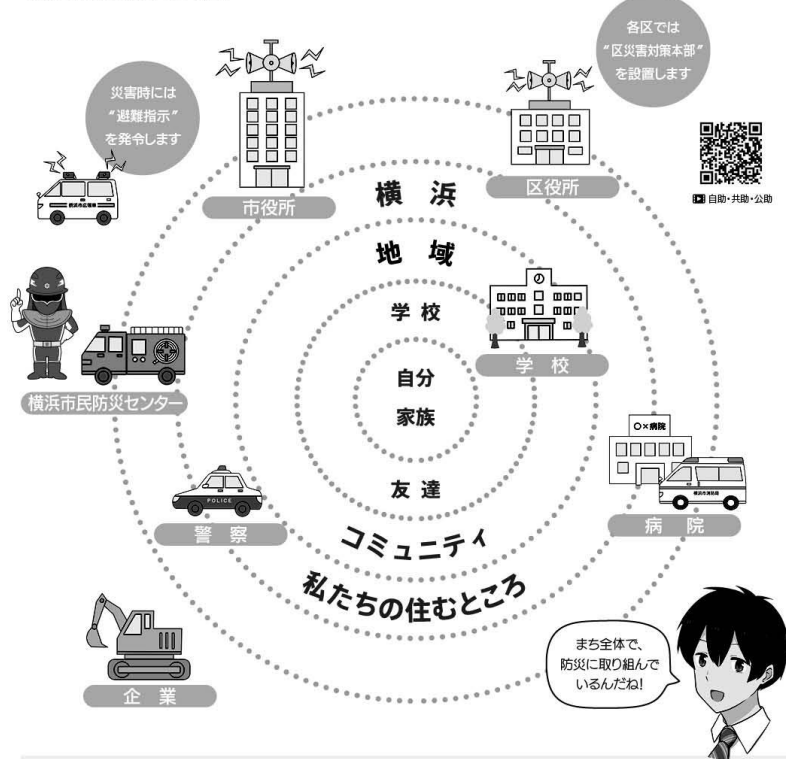 各区では
“区災害対策本部”
を設置します
災害時には
“避難指示”
を発令します
市役所
区役所
自助・共助・公助
横浜
地域
学校
学校
自分
家族
横浜市民防災センター
○×病院
友達
POLICE
警察
病院
コミュニティ
私たちの住むところ
企業
まち全体で、
防災に取り組んで
いるんだね!